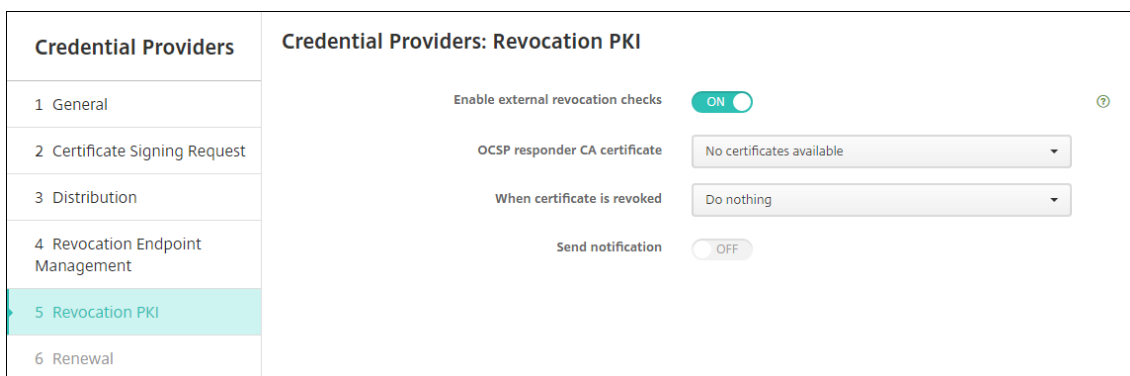 Credential Providers
1 General
2 Certificate Signing Request
3 Distribution
4 Revocation Endpoint
Management
5 Revocation PKI
6 Renewal
Credential Providers: Revocation PKI
Enable external revocation checks ON ?
OCSP responder CA certificate No certificates available
When certificate is revoked Do nothing
Send notification OFF